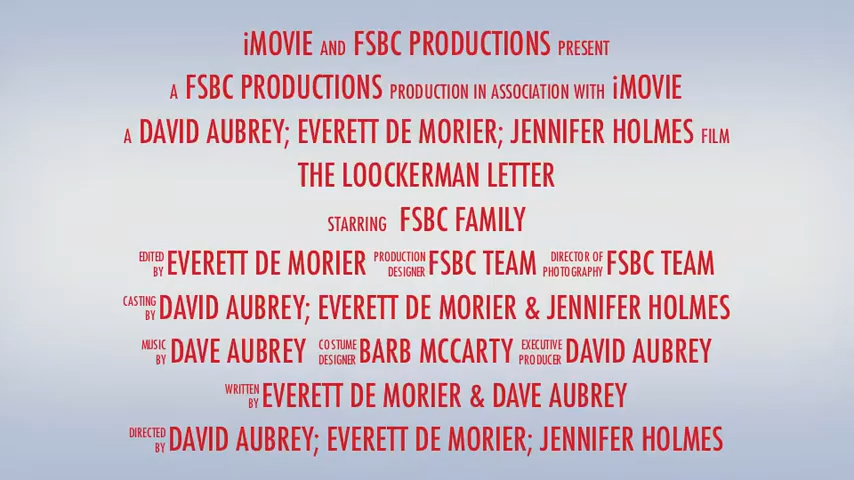 iMOVIE AND FSBC PRODUCTIONS PRESENT
A FSBC PRODUCTIONS PRODUCTION IN ASSOCIATION WITH iMOVIE
A DAVID AUBREY; EVERETT DE MORIER; JENNIFER HOLMES FILM
THE LOOCKERMAN LETTER
STARRING FSBC FAMILY
EDITED BY EVERETT DE MORIER PRODUCTION DESIGNER FSBC TEAM DIRECTOR OF PHOTOGRAPHY FSBC TEAM
CASTING BY DAVID AUBREY; EVERETT DE MORIER & JENNIFER HOLMES
MUSIC BY DAVE AUBREY COSTUME DESIGNER BARB MCCARTY EXECUTIVE PRODUCER DAVID AUBREY
WRITTEN BY EVERETT DE MORIER & DAVE AUBREY
DIRECTED BY DAVID AUBREY; EVERETT DE MORIER; JENNIFER HOLMES